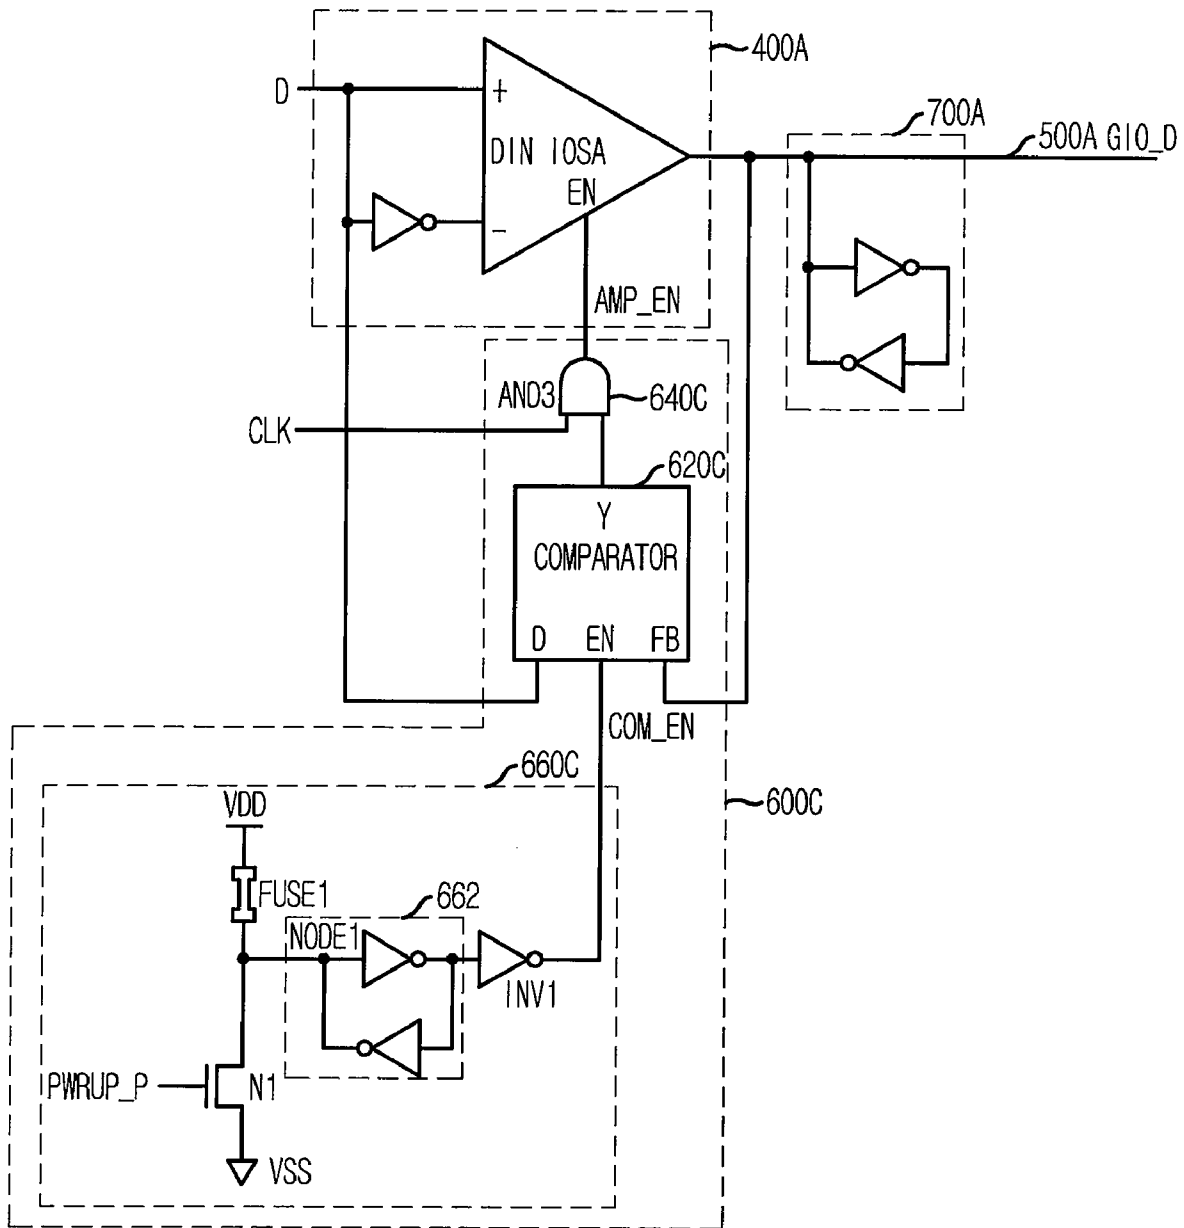 400A
D
+
700A
500A GIO_D
DIN IOSA
EN
-
AMP_EN
AND3
640C
CLK
620C
Y
COMPARATOR
D EN FB
COM_EN
660C
600C
VDD
FUSE1
662
NODE1
INV1
PWRUP_P
N1
VSS